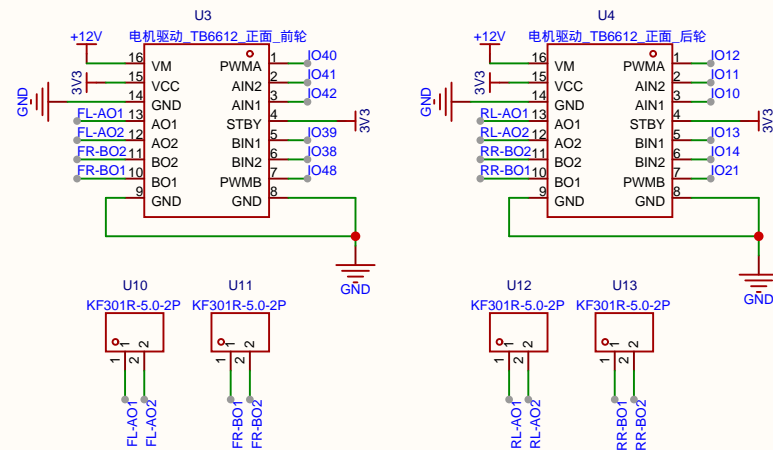 U3
电机驱动_TB6612_正面_前轮
+12V
3V3
GND
FL-AO1
FL-AO2
FR-BO2
FR-BO1
16 VM
15 VCC
14 GND
13 AO1
12 AO2
11 BO2
10 BO1
9 GND
PWMA 1 IO40
AIN2 2 IO41
AIN1 3 IO42
STBY 4 3V3
BIN1 5 IO39
BIN2 6 IO38
PWMB 7 IO48
GND 8
GND
U4
电机驱动_TB6612_正面_后轮
+12V
3V3
GND
RL-AO1
RL-AO2
RR-BO2
RR-BO1
16 VM
15 VCC
14 GND
13 AO1
12 AO2
11 BO2
10 BO1
9 GND
PWMA 1 IO12
AIN2 2 IO11
AIN1 3 IO10
STBY 4 3V3
BIN1 5 IO13
BIN2 6 IO14
PWMB 7 IO21
GND 8
GND
U10
KF301R-5.0-2P
1 2
1 2
FL-AO1
FL-AO2
U11
KF301R-5.0-2P
1 2
1 2
FR-BO1
FR-BO2
U12
KF301R-5.0-2P
1 2
1 2
RL-AO1
RL-AO2
U13
KF301R-5.0-2P
1 2
1 2
RR-BO1
RR-BO2